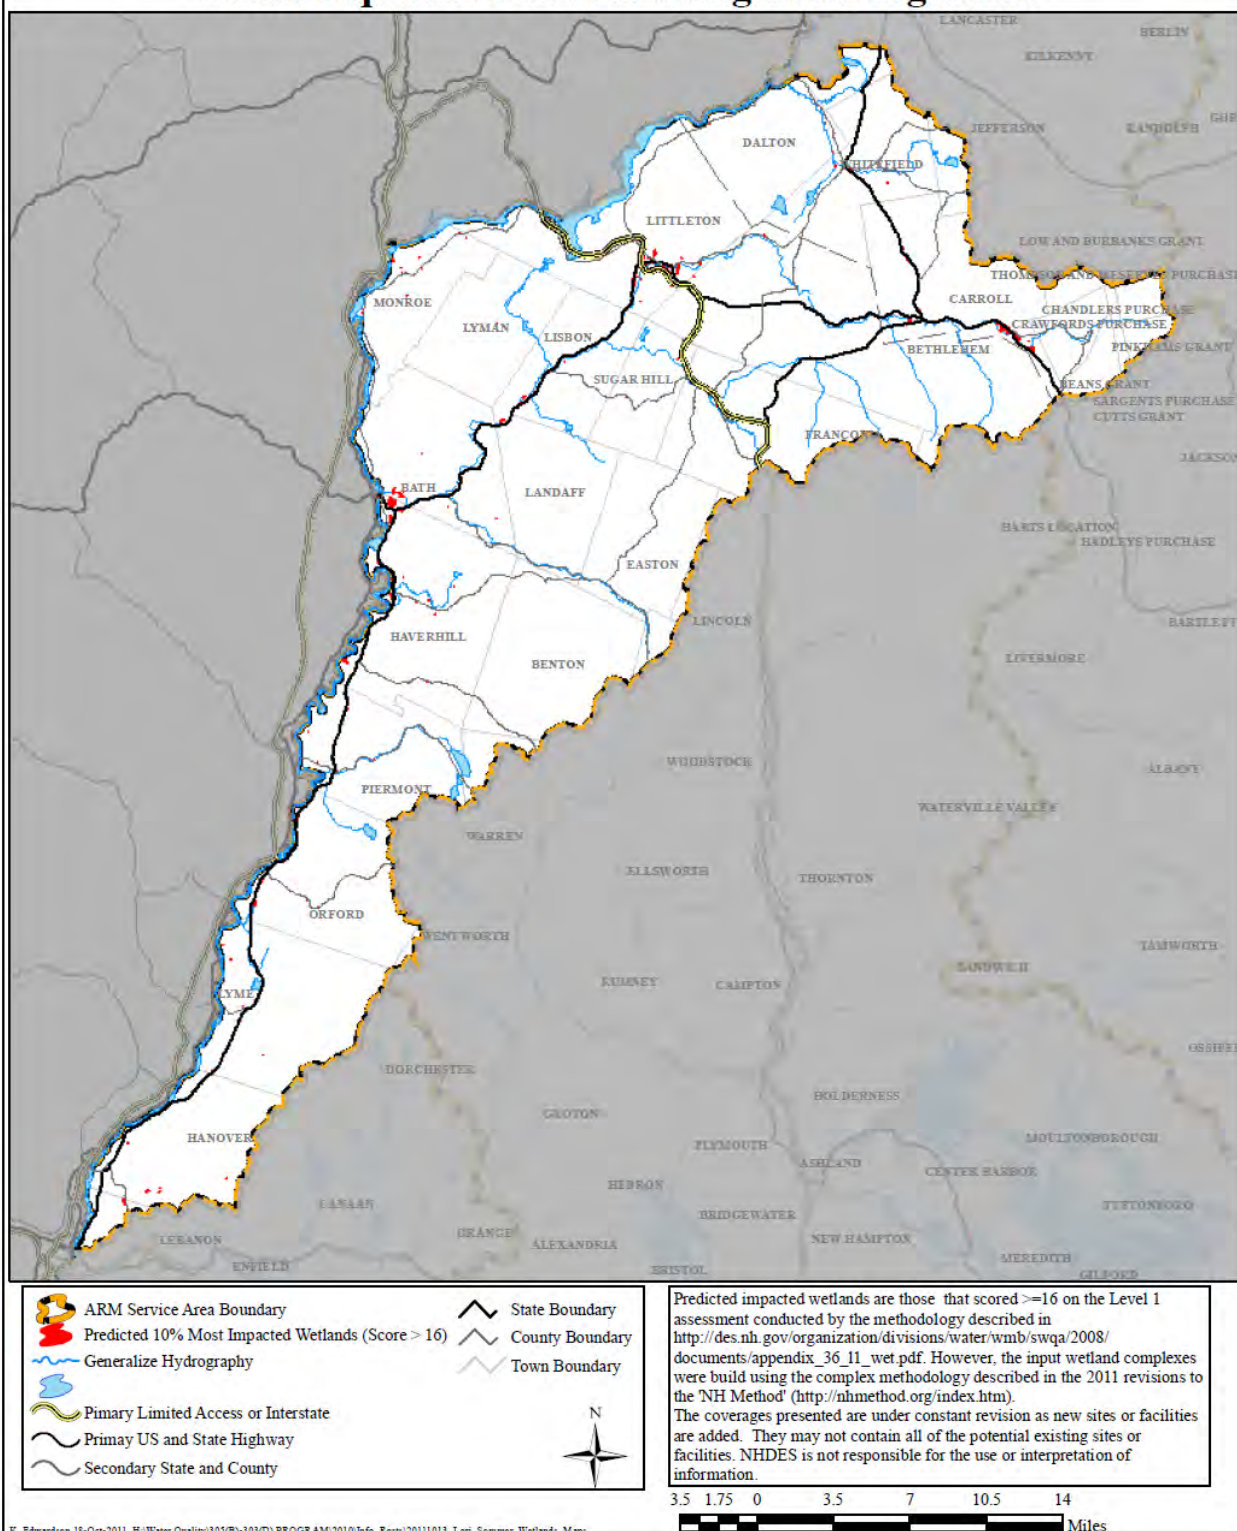 LANCASTER
BERLIN
KILKENNY
JEFFERSON
RANDOLPH
DALTON
WHITEFIELD
LITTLETON
LOW AND BURBANKS GRANT
THOMPSON AND MESERVES PURCHASE
CARROLL
CHANDLERS PURCHASE
CRAWFORDS PURCHASE
MONROE
LYMAN
LISBON
BETHLEHEM
PINKHAMS GRANT
SUGAR HILL
BEANS GRANT
SARGENTS PURCHASE
CUTTS GRANT
FRANCON
JACKSON
BATH
LANDAFF
HARTS LOCATION
HADLEYS PURCHASE
EASTON
LINCOLN
BARTLETT
HAVERHILL
BENTON
LIVERMORE
WOODSTOCK
ALBANY
PIERMONT
WATERVILLE VALLEY
WARREN
ELLSWORTH
THORNTON
ORFORD
WENTWORTH
TAMWORTH
SANDWICH
RUMNEY
CAMPTON
LYME
OSSIPEE
DORCHESTER
HOLDERNESS
GROTON
HANOVER
PLYMOUTH
MOULTONBOROUGH
ASHLAND
CENTER HARBOR
HEBRON
CANAAN
TUFTONBORO
BRIDGEWATER
ORANGE
LEBANON
ALEXANDRIA
NEW HAMPTON
ENFIELD
MEREDITH
BRISTOL
GILFORD
ARM Service Area Boundary
Predicted 10% Most Impacted Wetlands (Score > 16)
Generalize Hydrography
Pimary Limited Access or Interstate
Primay US and State Highway
Secondary State and County
State Boundary
County Boundary
Town Boundary
N
Predicted impacted wetlands are those that scored >=16 on the Level 1
assessment conducted by the methodology described in
http://des.nh.gov/organization/divisions/water/wmb/swqa/2008/
documents/appendix_36_l1_wet.pdf. However, the input wetland complexes
were build using the complex methodology described in the 2011 revisions to
the 'NH Method' (http://nhmethod.org/index.htm).
The coverages presented are under constant revision as new sites or facilities
are added. They may not contain all of the potential existing sites or
facilities. NHDES is not responsible for the use or interpretation of
information.
3.5 1.75 0 3.5 7 10.5 14
Miles